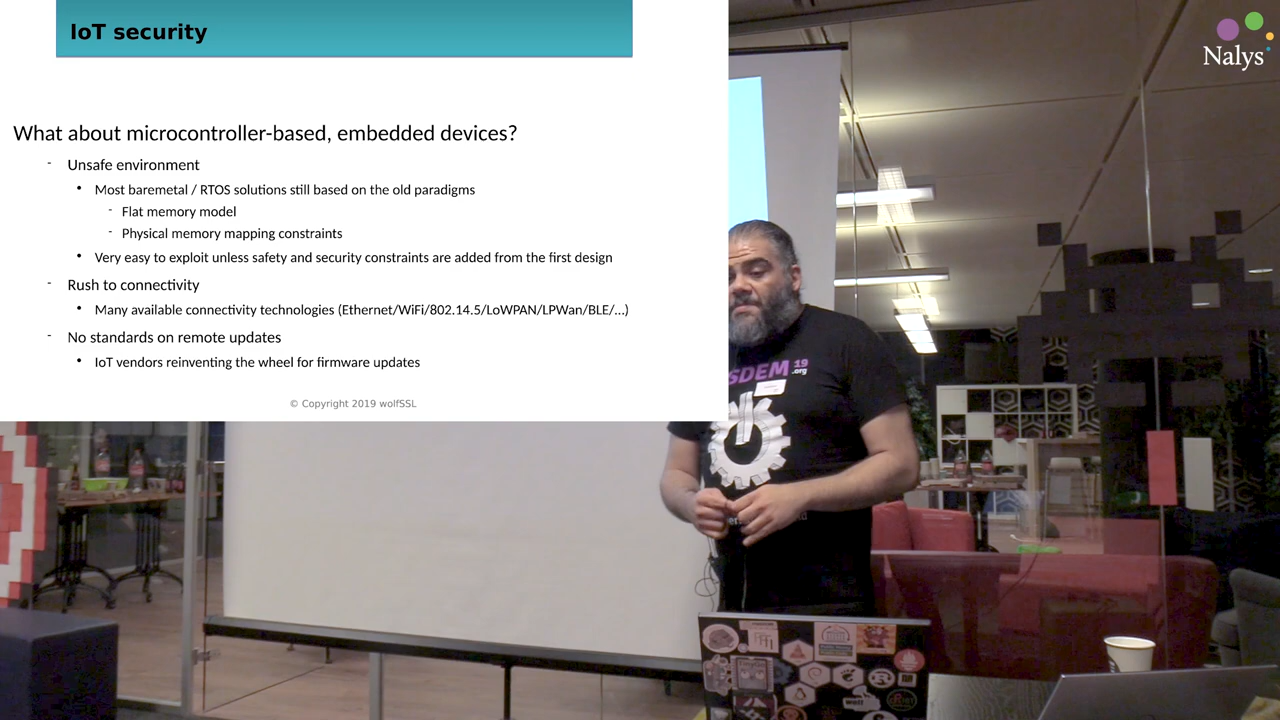 IoT security
Nalys
What about microcontroller-based, embedded devices?
- Unsafe environment
• Most baremetal / RTOS solutions still based on the old paradigms
- Flat memory model
- Physical memory mapping constraints
• Very easy to exploit unless safety and security constraints are added from the first design
- Rush to connectivity
• Many available connectivity technologies (Ethernet/WiFi/802.14.5/LoWPAN/LPWan/BLE/...)
- No standards on remote updates
• IoT vendors reinventing the wheel for firmware updates
© Copyright 2019 wolfSSL
SDEM 19
.org